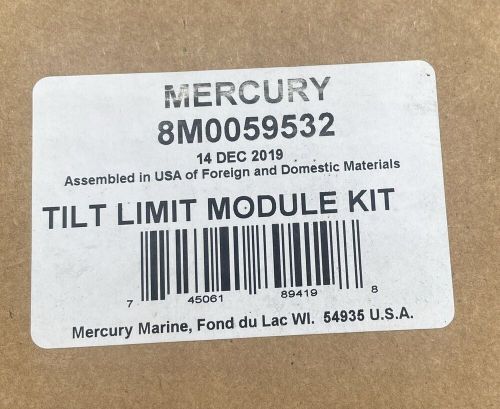 MERCURY
8M0059532
14 DEC 2019
Assembled in USA of Foreign and Domestic Materials
TILT LIMIT MODULE KIT
7 45061 89419 8
Mercury Marine, Fond du Lac WI. 54935 U.S.A.